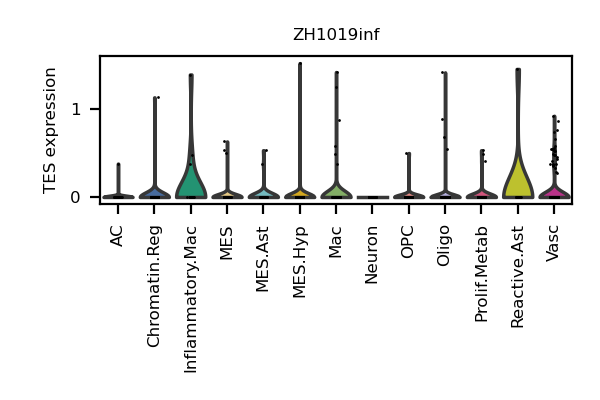 ZH1019inf
TES expression
1
0
AC
Chromatin.Reg
Inflammatory.Mac
MES
MES.Ast
MES.Hyp
Mac
Neuron
OPC
Oligo
Prolif.Metab
Reactive.Ast
Vasc